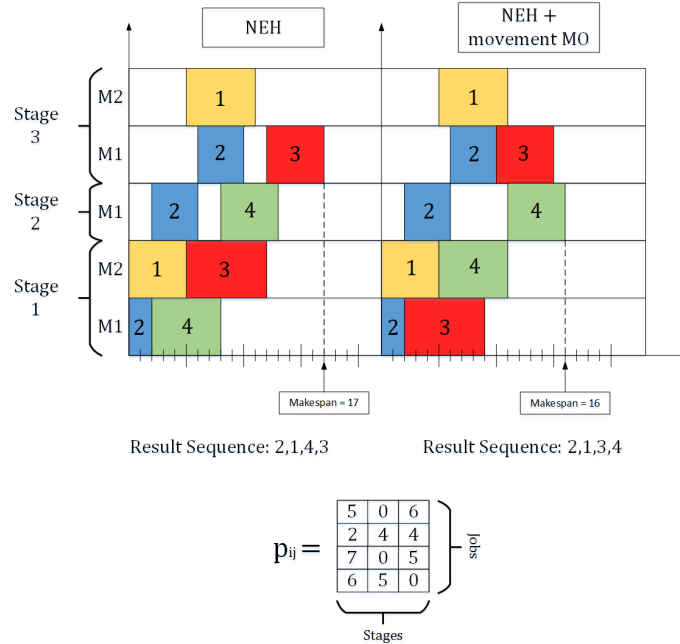 NEH
NEH +
movement MO
Stage
3
M2
1
1
M1
2
3
2
3
Stage
2
M1
2
4
2
4
Stage
1
M2
1
3
1
4
M1
2
4
2
3
Makespan = 17
Makespan = 16
Result Sequence: 2,1,4,3
Result Sequence: 2,1,3,4
pij =
5 0 6
2 4 4
7 0 5
6 5 0
Jobs
Stages